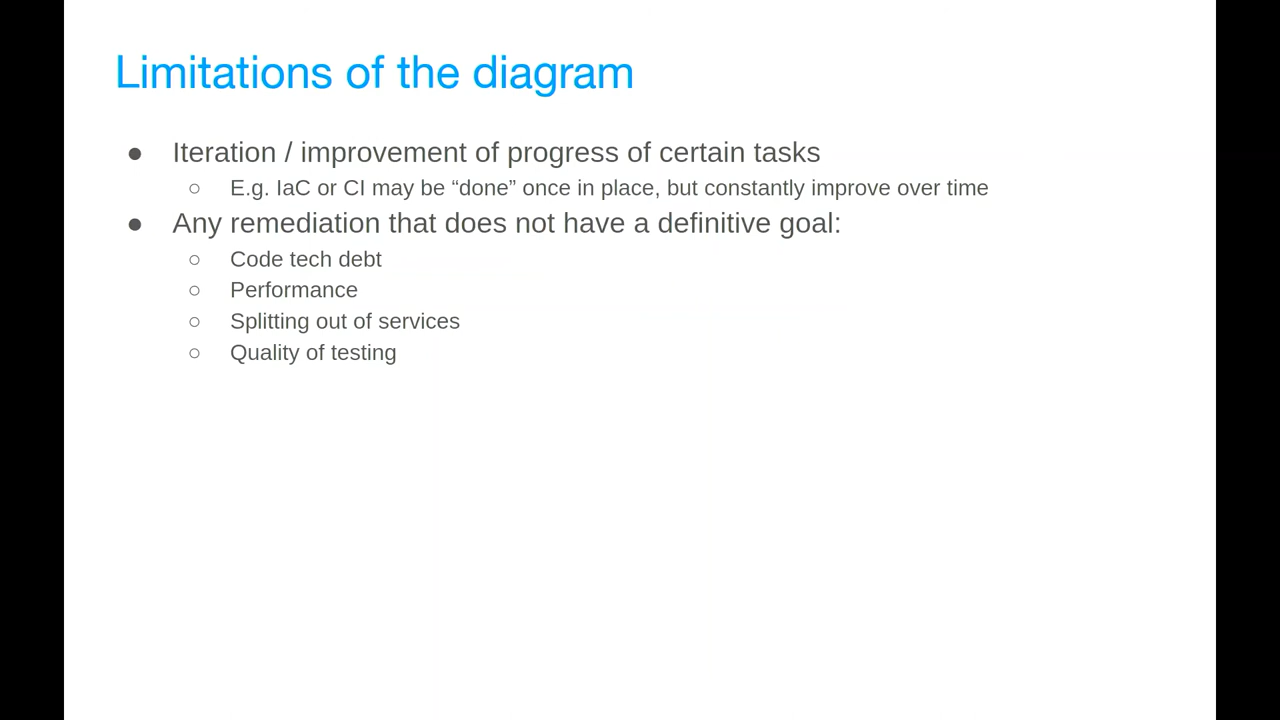 Limitations of the diagram
● Iteration / improvement of progress of certain tasks
○ E.g. IaC or CI may be “done” once in place, but constantly improve over time
● Any remediation that does not have a definitive goal:
○ Code tech debt
○ Performance
○ Splitting out of services
○ Quality of testing